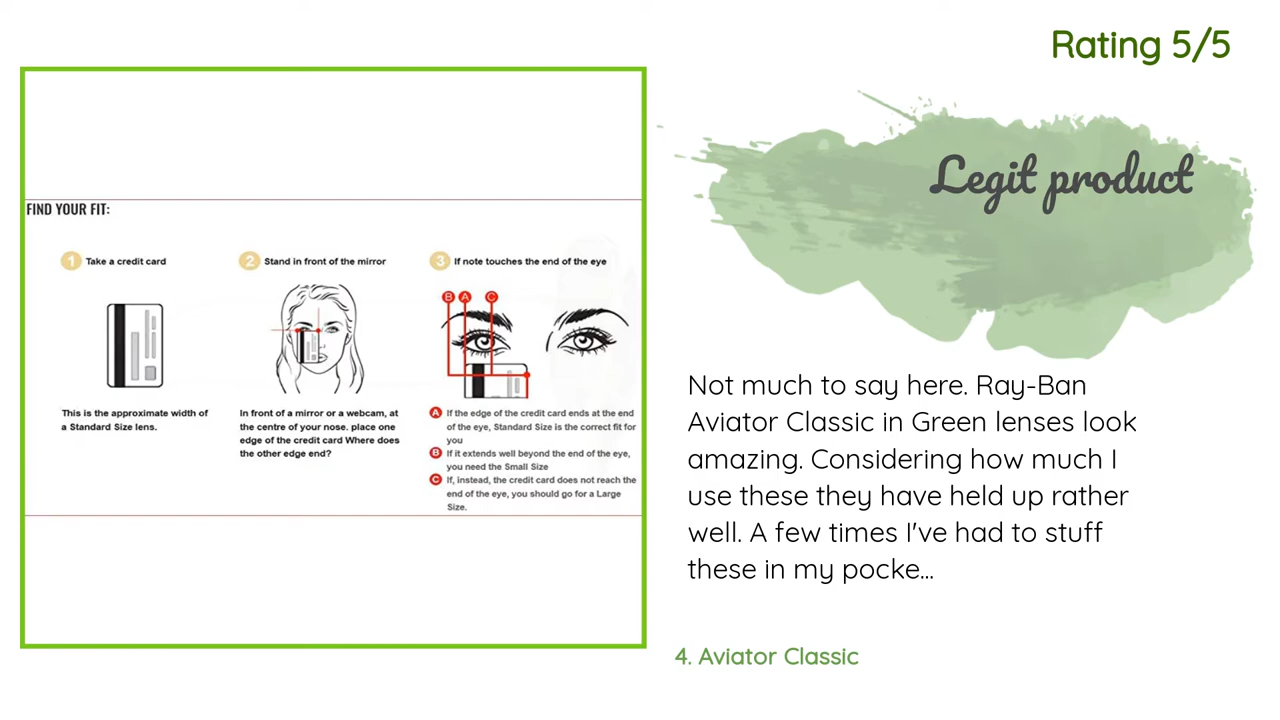 Rating 5/5
Legit product
FIND YOUR FIT:
1 Take a credit card
This is the approximate width of
a Standard Size lens.
2 Stand in front of the mirror
In front of a mirror or a webcam, at
the centre of your nose. place one
edge of the credit card Where does
the other edge end?
3 If note touches the end of the eye
B A C
A If the edge of the credit card ends at the end
of the eye, Standard Size is the correct fit for
you
B If it extends well beyond the end of the eye,
you need the Small Size
C If, instead, the credit card does not reach the
end of the eye, you should go for a Large
Size.
Not much to say here. Ray-Ban
Aviator Classic in Green lenses look
amazing. Considering how much I
use these they have held up rather
well. A few times I've had to stuff
these in my pocke...
4. Aviator Classic